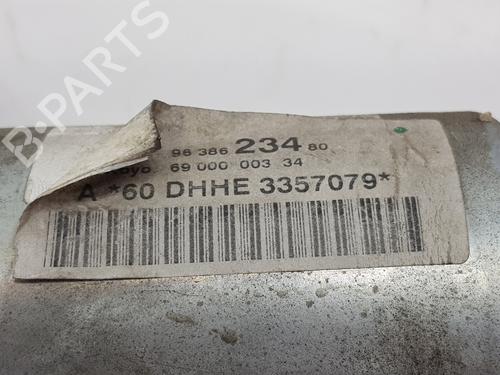 B-PARTS
96 386 234 80
69 000 003 34
A *60 DHHE 3357079*